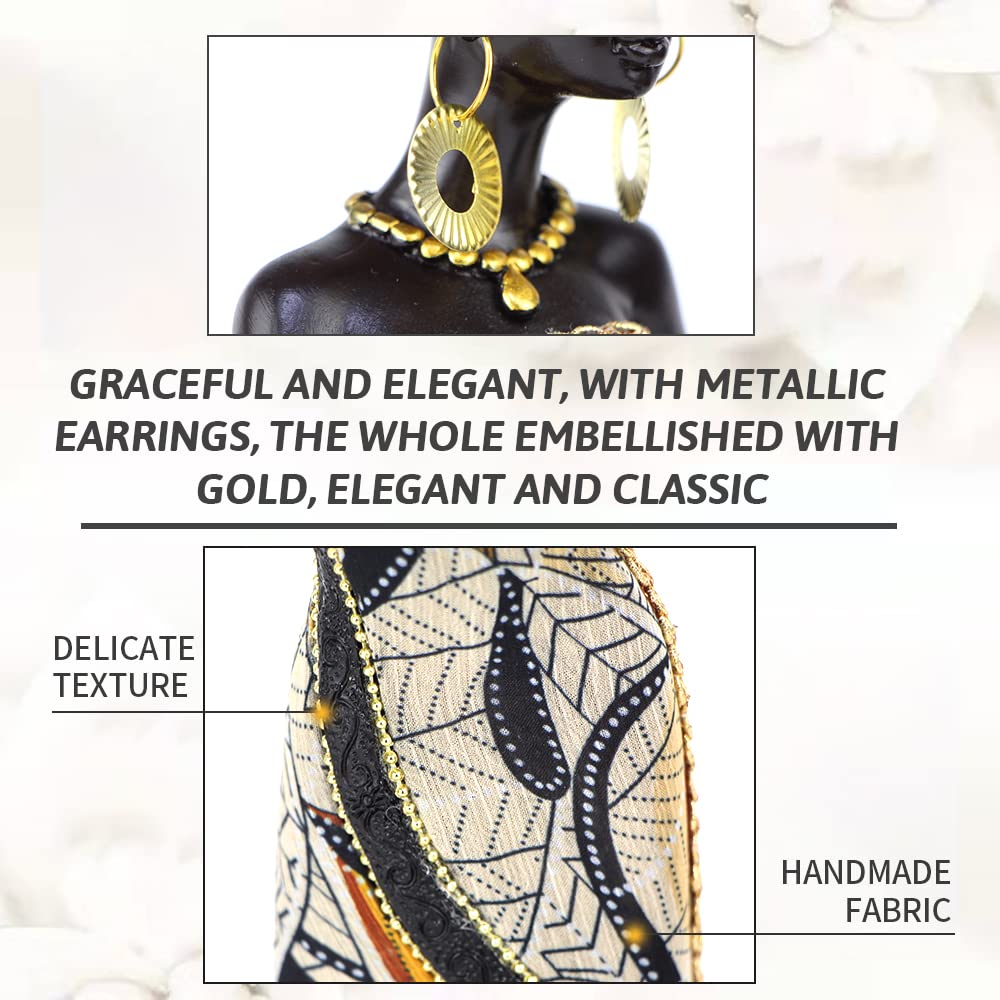 GRACEFUL AND ELEGANT, WITH METALLIC
EARRINGS, THE WHOLE EMBELLISHED WITH
GOLD, ELEGANT AND CLASSIC
DELICATE
TEXTURE
HANDMADE
FABRIC